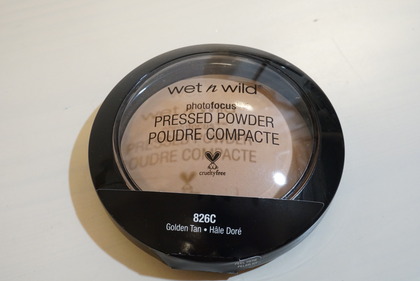 wet n wild
photofocus
PRESSED POWDER
POUDRE COMPACTE
crueltyfree
826C
Golden Tan • Hâle Doré